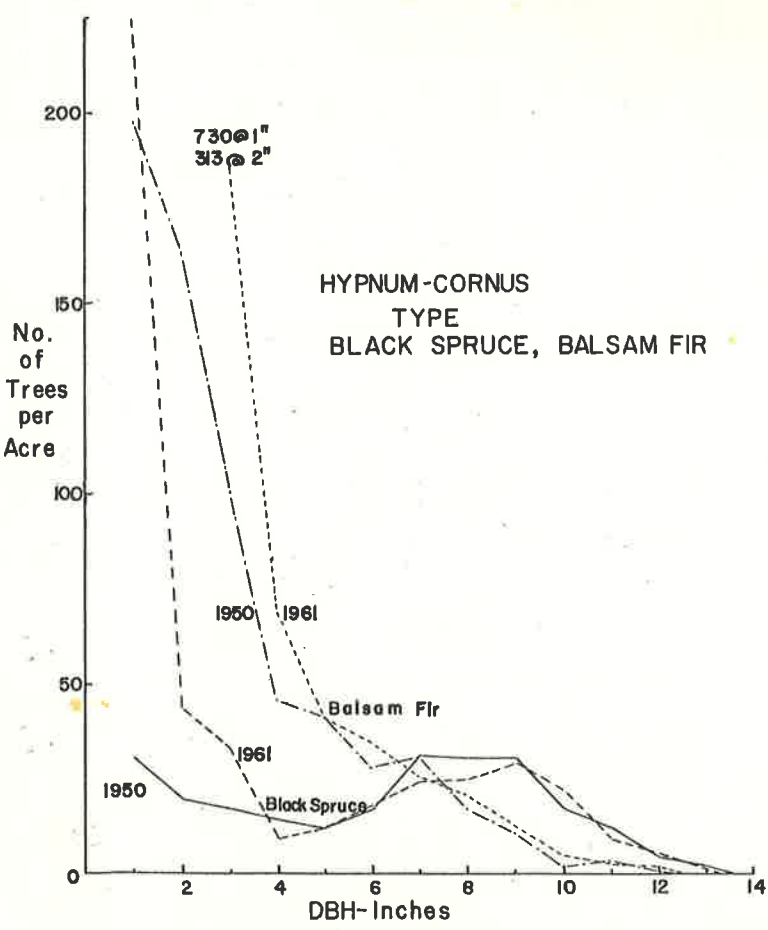 200
730@1"
313@2"
HYPNUM-CORNUS
TYPE
BLACK SPRUCE, BALSAM FIR
150
No.
of
Trees
per
Acre
100
1950
1961
50
Balsam Fir
1961
1950
Black Spruce
0
2
4
6
8
10
12
14
DBH-Inches